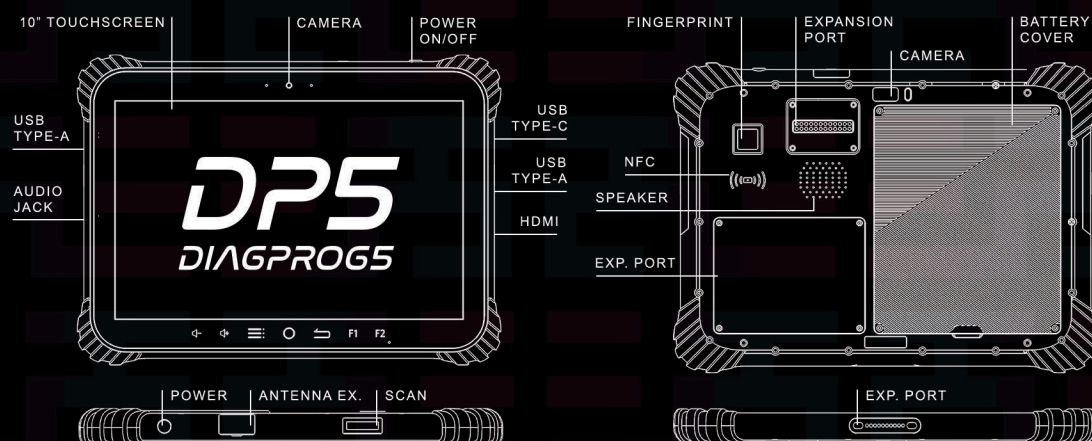 10" TOUCHSCREEN
CAMERA
POWER
ON/OFF
USB
TYPE-A
AUDIO
JACK
USB
TYPE-C
USB
TYPE-A
HDMI
DP5
DIAGPROG5
F1
F2
POWER
ANTENNA EX.
SCAN
FINGERPRINT
EXPANSION
PORT
CAMERA
BATTERY
COVER
NFC
SPEAKER
EXP. PORT
EXP. PORT